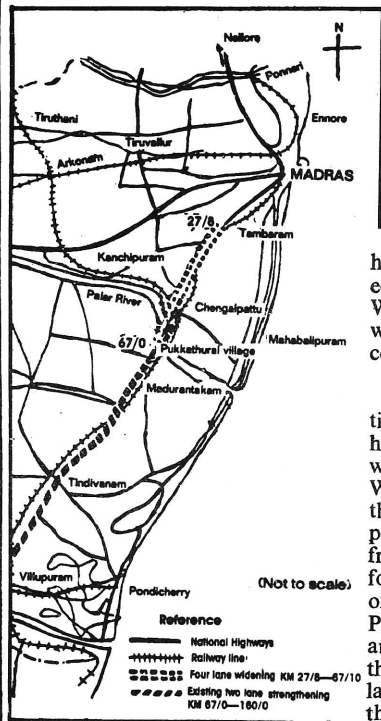 Nellore
N
Ponneri
Ennore
Tiruthani
Tiruvallur
Arkonam
MADRAS
27/6
Tambaram
Kanchipuram
Palar River
Chengalpattu
Mahabalipuram
67/0
Pukkathurai village
Madurantakam
Tindivanam
Villupuram
Pondicherry
(Not to scale)
Reference
National Highways
Railway line
Four lane widening KM 27/6—67/10
Existing two lane strengthening
KM 67/0—160/0